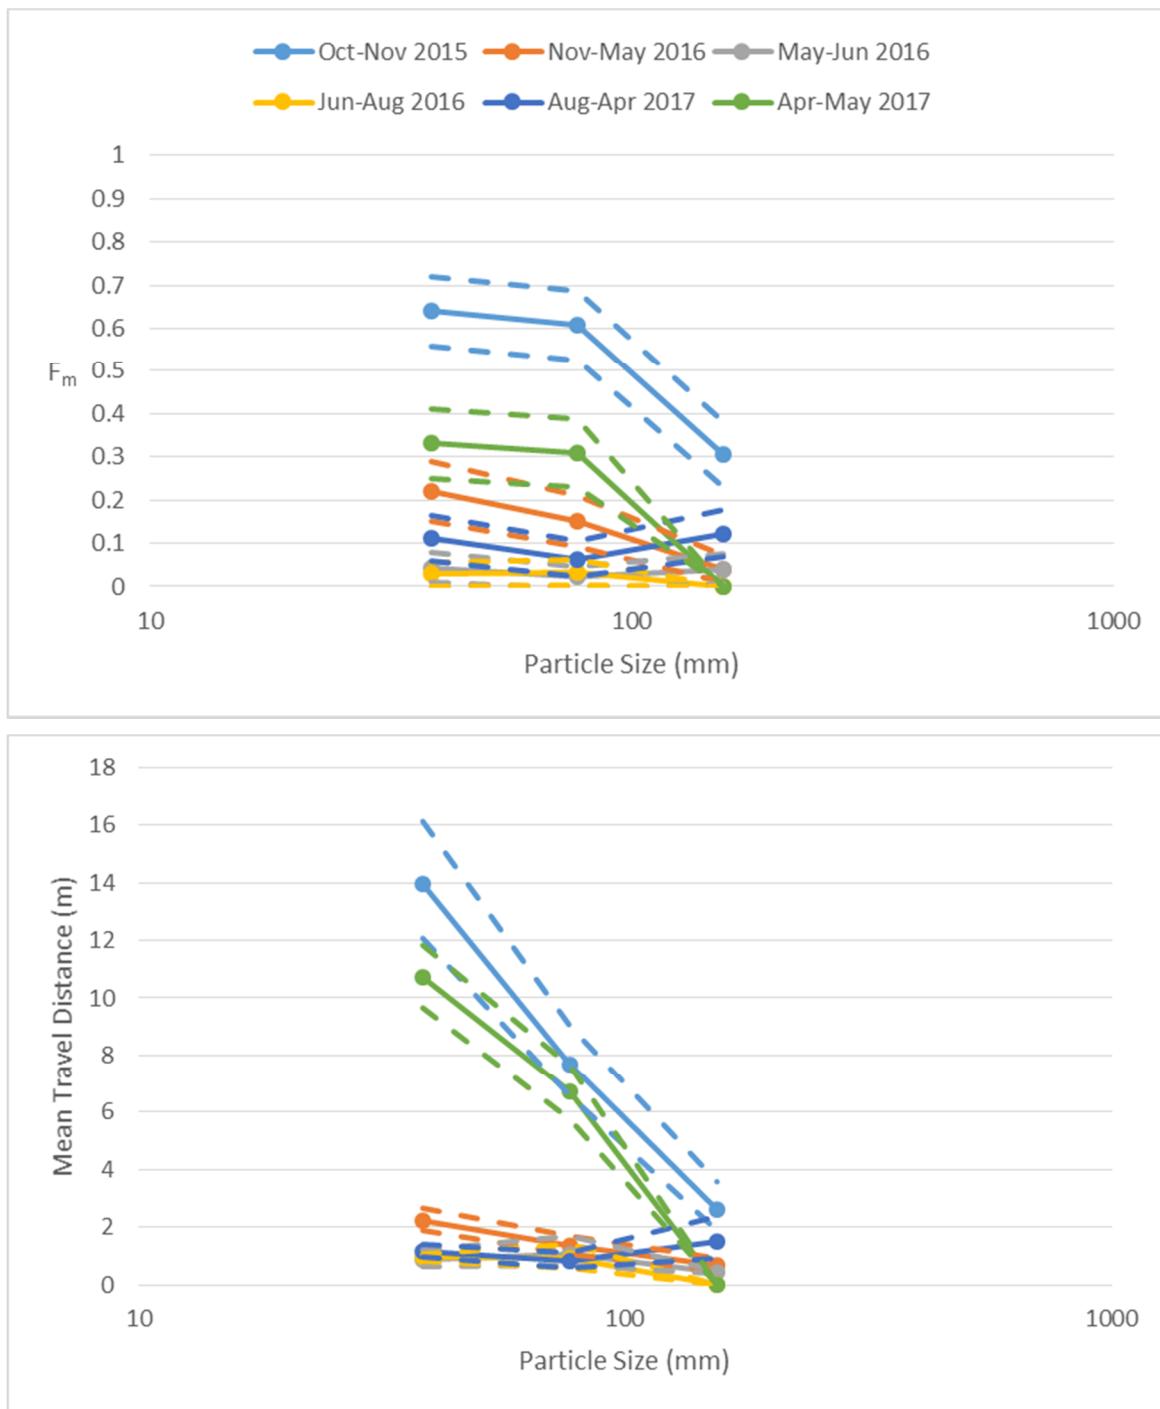 Oct-Nov 2015 Nov-May 2016 May-Jun 2016
Jun-Aug 2016 Aug-Apr 2017 Apr-May 2017
1
0.9
0.8
0.7
0.6
0.5
Fm
0.4
0.3
0.2
0.1
0
10 100 1000
Particle Size (mm)
18
16
14
12
10
8
6
4
2
0
Mean Travel Distance (m)
10 100 1000
Particle Size (mm)